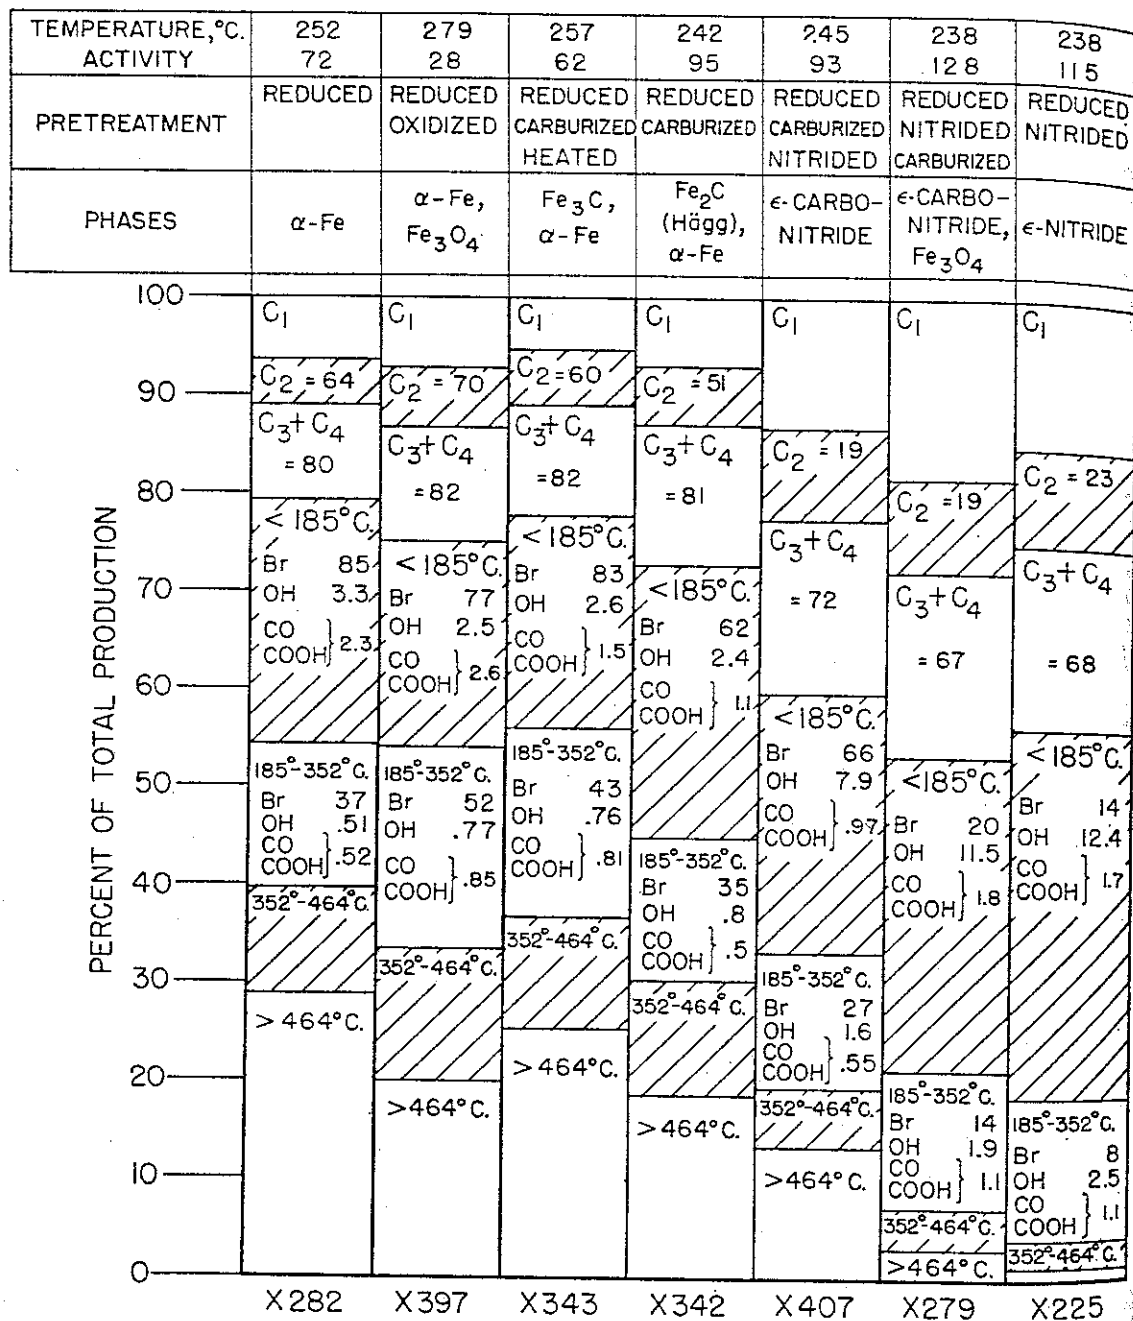 TEMPERATURE,°C. 252 279 257 242 245 238 238
ACTIVITY 72 28 62 95 93 128 115
PRETREATMENT
REDUCED
REDUCED
OXIDIZED
REDUCED
CARBURIZED
HEATED
REDUCED
CARBURIZED
REDUCED
CARBURIZED
NITRIDED
REDUCED
NITRIDED
CARBURIZED
REDUCED
NITRIDED
PHASES
α-Fe
α-Fe,
Fe₃O₄
Fe₃C,
α-Fe
Fe₂C
(Hägg),
α-Fe
ε-CARBO-
NITRIDE
ε-CARBO-
NITRIDE,
Fe₃O₄
ε-NITRIDE
PERCENT OF TOTAL PRODUCTION
100
90
80
70
60
50
40
30
20
10
0
C₁
C₂ = 64
C₃+ C₄
= 80
< 185°C.
Br 85
OH 3.3
CO
COOH } 2.3
185°-352°C.
Br 37
OH .51
CO
COOH } .52
352°-464°C.
> 464°C.
X282
C₁
C₂ = 70
C₃+ C₄
= 82
< 185°C.
Br 77
OH 2.5
CO
COOH } 2.6
185°-352°C.
Br 52
OH .77
CO
COOH } .85
352°-464°C.
>464°C.
X397
C₁
C₂ = 60
C₃+ C₄
= 82
< 185°C.
Br 83
OH 2.6
CO
COOH } 1.5
185°-352°C.
Br 43
OH .76
CO
COOH } .81
352°-464°C.
>464°C.
X343
C₁
C₂ = 51
C₃+ C₄
= 81
< 185°C.
Br 62
OH 2.4
CO
COOH } 1.1
185°-352°C.
Br 35
OH .8
CO
COOH } .5
352°-464°C.
>464°C.
X342
C₁
C₂ = 19
C₃+ C₄
= 72
<185°C.
Br 66
OH 7.9
CO
COOH } .97
185°-352°C.
Br 27
OH 1.6
CO
COOH } .55
352°-464°C.
>464°C.
X407
C₁
C₂ = 19
C₃+ C₄
= 67
<185°C.
Br 20
OH 11.5
CO
COOH } 1.8
185°-352°C.
Br 14
OH 1.9
CO
COOH } 1.1
352°-464°C.
>464°C.
X279
C₁
C₂ = 23
C₃+ C₄
= 68
<185°C.
Br 14
OH 12.4
CO
COOH } 1.7
185°-352°C.
Br 8
OH 2.5
CO
COOH } 1.1
352°-464°C.
X225